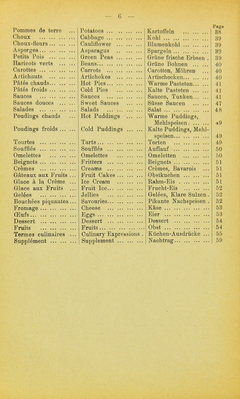 — 6 —
Page
Pommes de terre ... ... Potatoes ... ... ... Kartoffeln ... ... ... 38
Choux ... ... ... ... Cabbage ... ... ... Kohl ... ... ... ... 39
Choux-fleurs ... ... ... Cauliflower ... ... Blumenkohl ... ... ... 39
Asperges ... ... ... ... Asparagus ... ... ... Spargeln ... ... ... 39
Petits Pois ... ... ... Green Peas ... ... ... Grüne frische Erbsen . 39
Haricots verts ... ... ... Beans ... ... ... ... Grüne Bohnen ... ... 40
Carottes ... ... ... ... Carrots ... ... ... Carotten, Möhren ... 40
Artichauts ... ... ... Artichokes ... ... ... Artischocken ... ... ... 40
Pâtés chauds ... ... ... Hot Pies ... ... ... Warme Pasteten ... ... 41
Pâtés froids ... ... ... Cold Pies ... ... ... Kalte Pasteten ... ... 41
Sauces ... ... ... ... Sauces ... ... ... Saucen, Tunken ... ... 41
Sauces douces ... ... ... Sweet Sauces ... ... Süsse Saucen ... ... 47
Salades ... ... ... ... Salads ... ... ... Salat ... ... ... ... 48
Poudings chauds ... ... Hot Puddings ... ... Warme Puddings,
Mehlspeisen ... ... 49
Poudings froids ... ... ... Cold Puddings ... ... Kalte Puddings, Mehl-
speisen ... ... ... 49
Tourtes ... ... ... ... Tarts ... ... ... ... Torten ... ... ... ... 49
Soufflés ... ... ... ... Soufflés ... ... ... Auflauf ... ... ... ... 50
Omelettes ... ... ... Omelettes ... ... ... Omeletten ... ... ... 50
Beignets ... ... ... ... Fritters ... ... ... Beignets ... ... ... 51
Crèmes ... ... ... ... Creams ... ... ... Crèmes, Bavarois ... 51
Gâteaux aux Fruits ... Fruit Cakes ... ... Obstkuchen ... ... ... 51
Glace à la Crème ... ... Ice Cream ... ... Rahm-Eis ... ... ... 51
Glace aux Fruits ... ... Fruit Ice ... ... ... Frucht-Eis ... ... ... 52
Gelées ... ... ... ... Jellies ... ... ... Gelées, Klare Sulzen . 52
Bouchées piquantes ... ... Savouries ... ... ... Pikante Nachspeisen . 52
Fromage ... ... ... ... Cheese ... ... ... Käse ... ... ... ... 53
Œufs ... ... ... ... Eggs ... ... ... ... Eier ... ... ... ... 53
Dessert ... ... ... ... Dessert ... ... ... Dessert ... ... ... 54
Fruits ... ... ... ... Fruits ... ... ... Obst ... ... ... ... 54
Termes culinaires ... ... Culinary Expressions . Küchen-Ausdrücke ... 55
Supplément ... ... ... Supplement ... ... ... Nachtrag ... ... ... 59